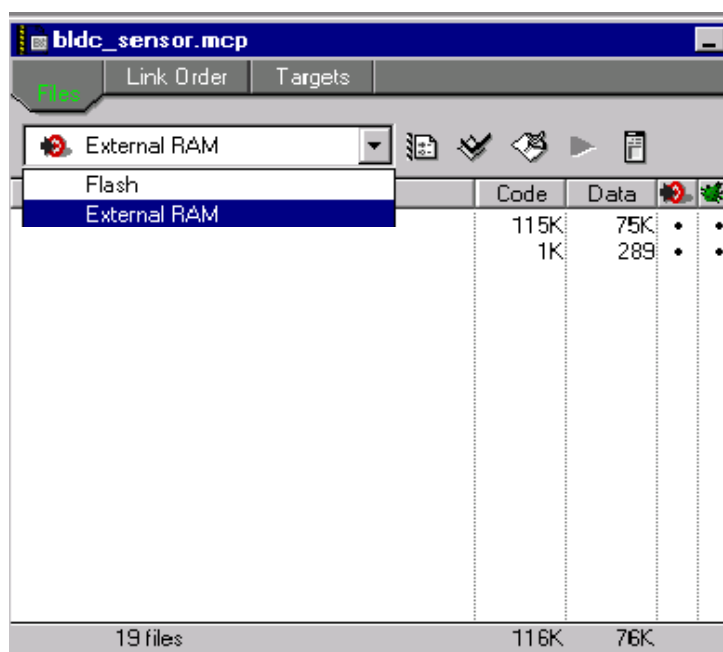 bldc_sensor.mcp
Files Link Order Targets
External RAM
Flash
External RAM
Code Data
115K 75K
1K 289
19 files 116K 76K